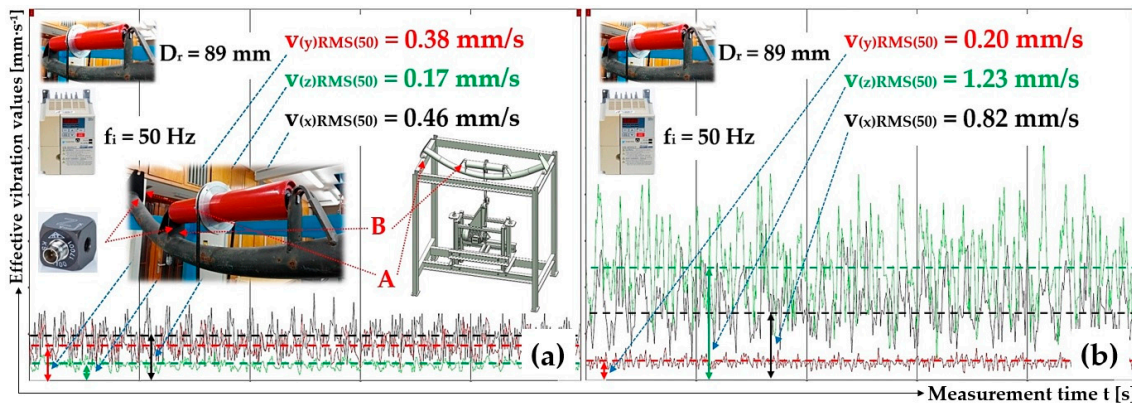 Effective vibration values [mm·s⁻¹]
Dᵣ = 89 mm
v(y)RMS(50) = 0.38 mm/s
v(z)RMS(50) = 0.17 mm/s
v(x)RMS(50) = 0.46 mm/s
fᵢ = 50 Hz
B
A
(a)
Dᵣ = 89 mm
v(y)RMS(50) = 0.20 mm/s
v(z)RMS(50) = 1.23 mm/s
v(x)RMS(50) = 0.82 mm/s
fᵢ = 50 Hz
(b)
Measurement time t [s]